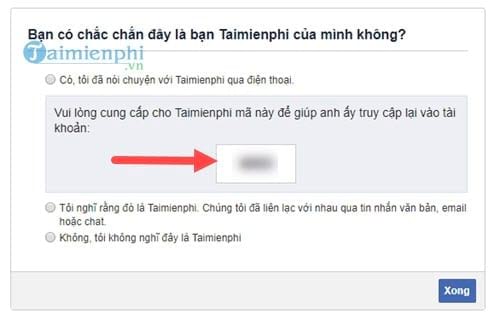 Bạn có chắc chắn đây là bạn Taimienphi của mình không?
Taimienphi
.vn
Có, tôi đã nói chuyện với Taimienphi qua điện thoại.
Vui lòng cung cấp cho Taimienphi mã này để giúp anh ấy truy cập lại vào tài
khoản:
Tôi nghĩ rằng đó là Taimienphi. Chúng tôi đã liên lạc với nhau qua tin nhắn văn bản, email
hoặc chat.
Không, tôi không nghĩ đây là Taimienphi
Xong